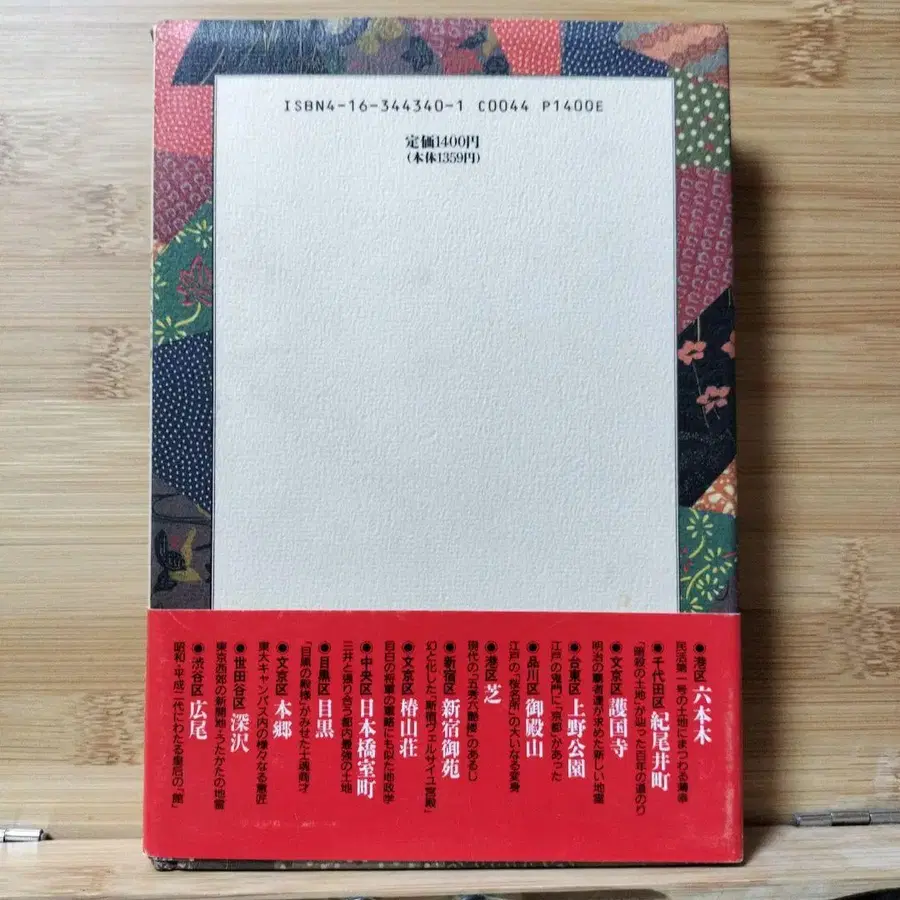 ISBN4-16-344340-1 C0044 P1400E
定価1400円
(本体1359円)
●港区 六本木
民活第一号の土地にまつわる薄幸
●千代田区 紀尾井町
「暗殺の土地」が辿った百年の道のり
●文京区 護国寺
明治の覇者達が求めた新しい地霊
●台東区 上野公園
江戸の鬼門に「京都」があった
●品川区 御殿山
江戸の「桜名所」の大いなる変身
●港区 芝
現代の「五秀六艶楼」のあるじ
●新宿区 新宿御苑
幻と化した「新宿ヴェルサイユ宮殿」
●文京区 椿山荘
目白の将軍の軍略にも似た地政学
●中央区 日本橋室町
三井と張り合う都内最強の土地
●目黒区 目黒
「目黒の殿様」がみせた士魂商才
●文京区 本郷
東大キャンパス内の様々なる意匠
●世田谷区 深沢
東京西郊の新開地・うたかたの地霊
●渋谷区 広尾
昭和・平成二代にわたる皇后の「館」